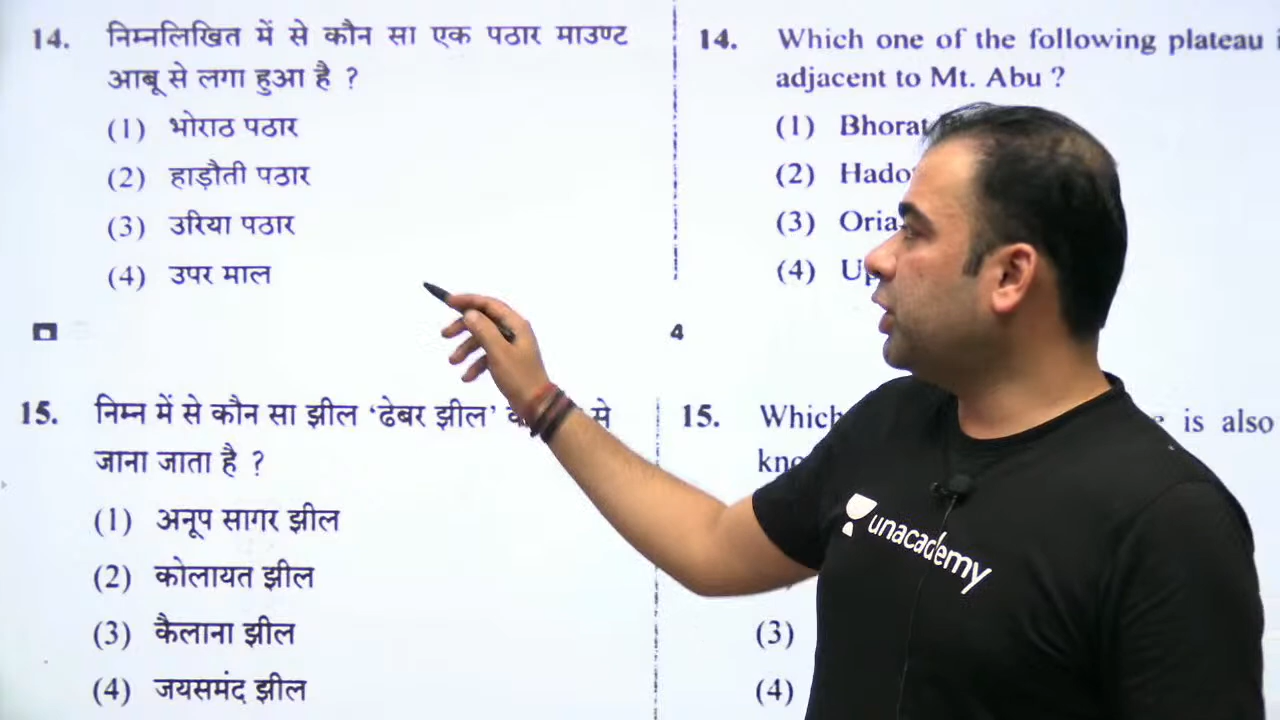 14. निम्नलिखित में से कौन सा एक पठार माउण्ट
आबू से लगा हुआ है ?
(1) भोराठ पठार
(2) हाड़ौती पठार
(3) उरिया पठार
(4) उपर माल
14. Which one of the following plateau
adjacent to Mt. Abu ?
(1) Bhorat
(2)
(3) Oria
(4)
4
15. निम्न में से कौन सा झील ‘ढेबर झील’ से
जाना जाता है ?
(1) अनूप सागर झील
(2) कोलायत झील
(3) कैलाना झील
(4) जयसमंद झील
15. Which is also
(3)
(4)
unacademy